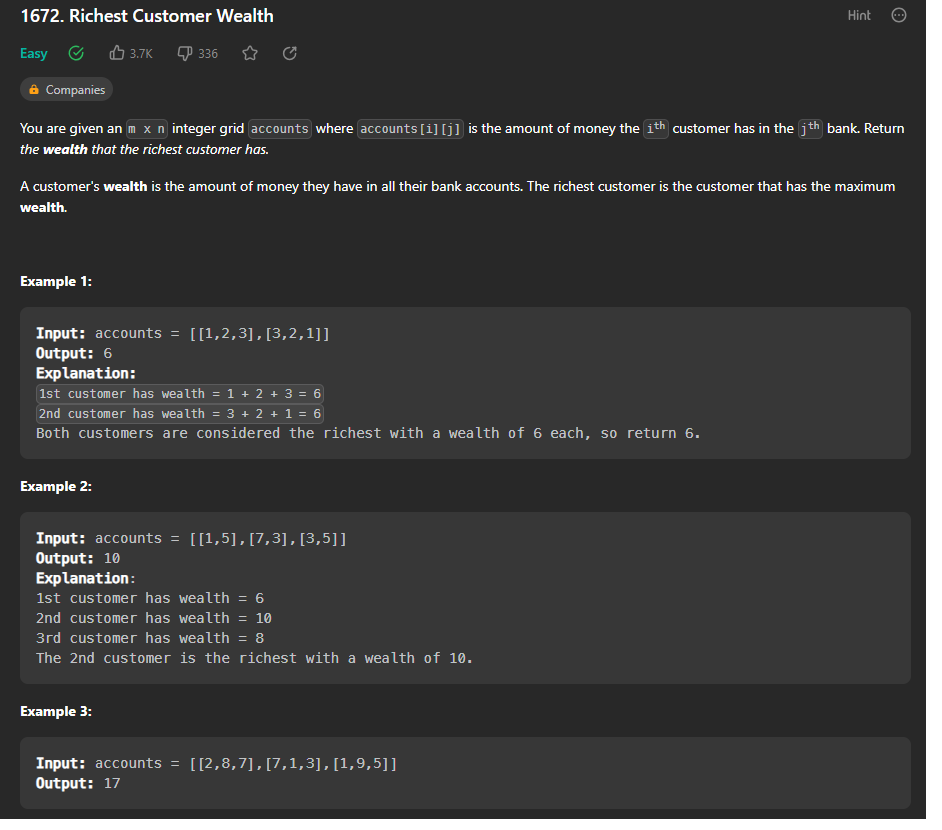 1672. Richest Customer Wealth
Hint
Easy 3.7K 336
Companies
You are given an m x n integer grid accounts where accounts[i][j] is the amount of money the ith customer has in the jth bank. Return
the wealth that the richest customer has.
A customer's wealth is the amount of money they have in all their bank accounts. The richest customer is the customer that has the maximum
wealth.
Example 1:
Input: accounts = [[1,2,3],[3,2,1]]
Output: 6
Explanation:
1st customer has wealth = 1 + 2 + 3 = 6
2nd customer has wealth = 3 + 2 + 1 = 6
Both customers are considered the richest with a wealth of 6 each, so return 6.
Example 2:
Input: accounts = [[1,5],[7,3],[3,5]]
Output: 10
Explanation:
1st customer has wealth = 6
2nd customer has wealth = 10
3rd customer has wealth = 8
The 2nd customer is the richest with a wealth of 10.
Example 3:
Input: accounts = [[2,8,7],[7,1,3],[1,9,5]]
Output: 17